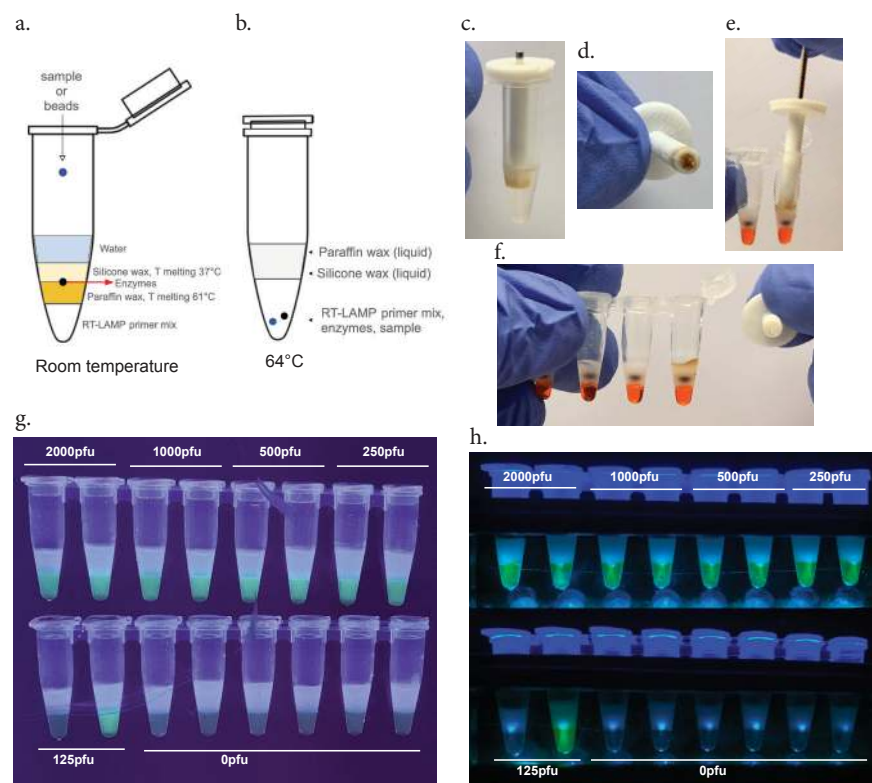 a.
b.
c.
d.
e.
sample
or
beads
Water
Silicone wax, T melting 37°C
Enzymes
Paraffin wax, T melting 61°C
RT-LAMP primer mix
Room temperature
Paraffin wax (liquid)
Silicone wax (liquid)
RT-LAMP primer mix,
enzymes, sample
64°C
f.
g.
2000pfu 1000pfu 500pfu 250pfu
125pfu 0pfu
h.
2000pfu 1000pfu 500pfu 250pfu
125pfu 0pfu